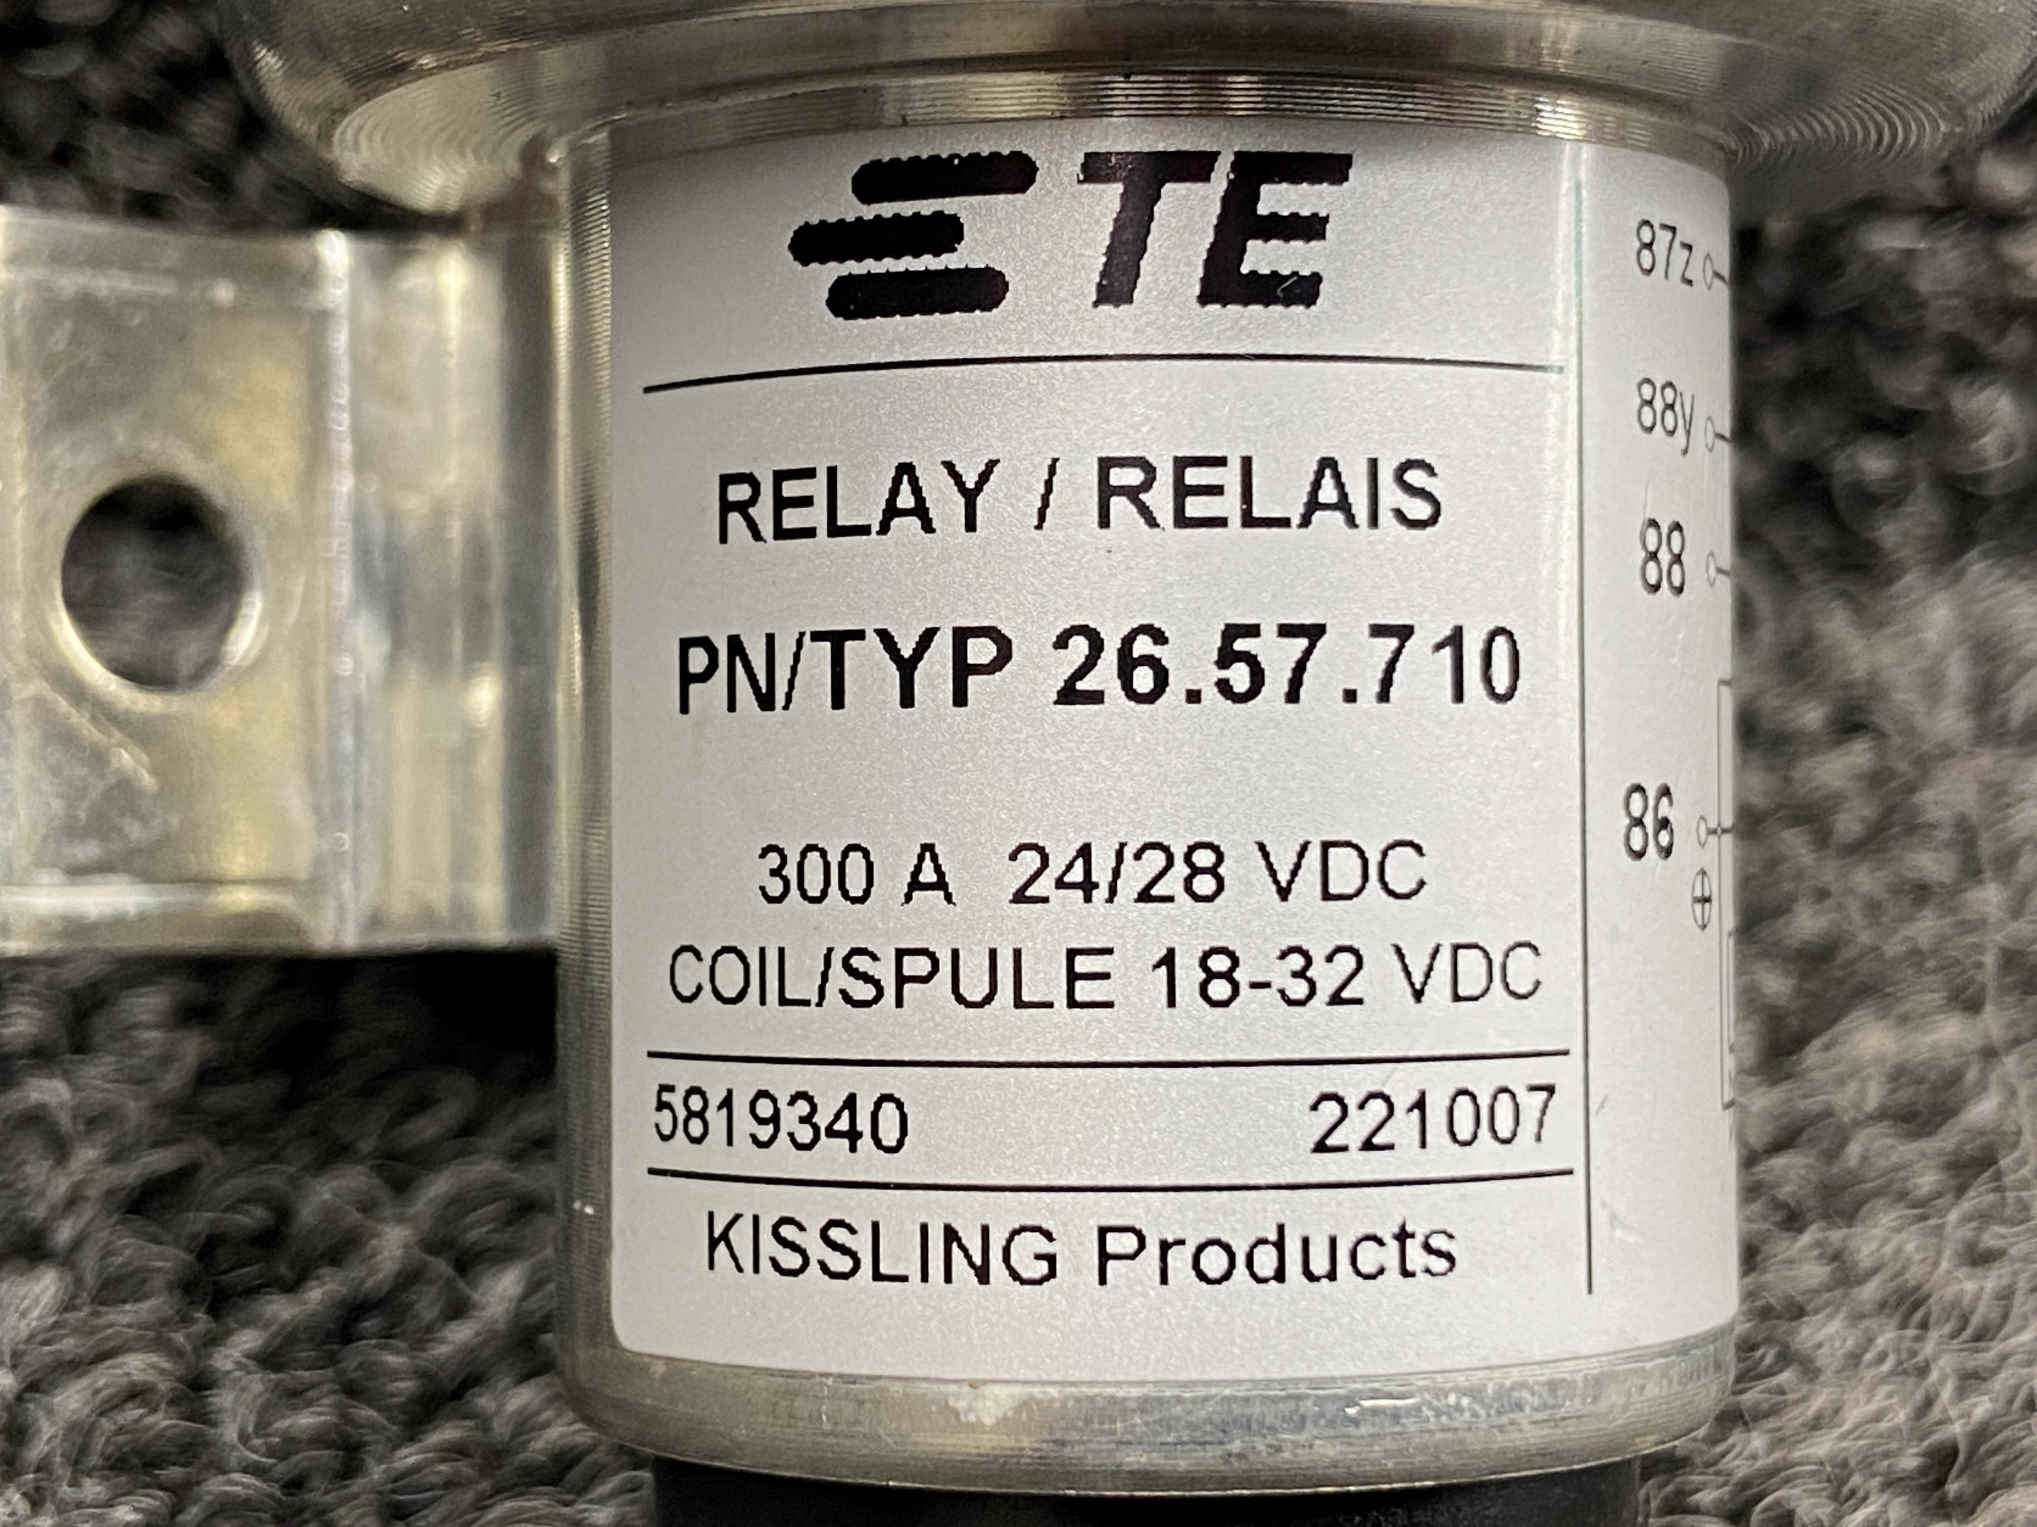 TE
RELAY / RELAIS
PN/TYP 26.57.710
300 A 24/28 VDC
COIL/SPULE 18-32 VDC
5819340 221007
KISSLING Products
87z
88y
88
86